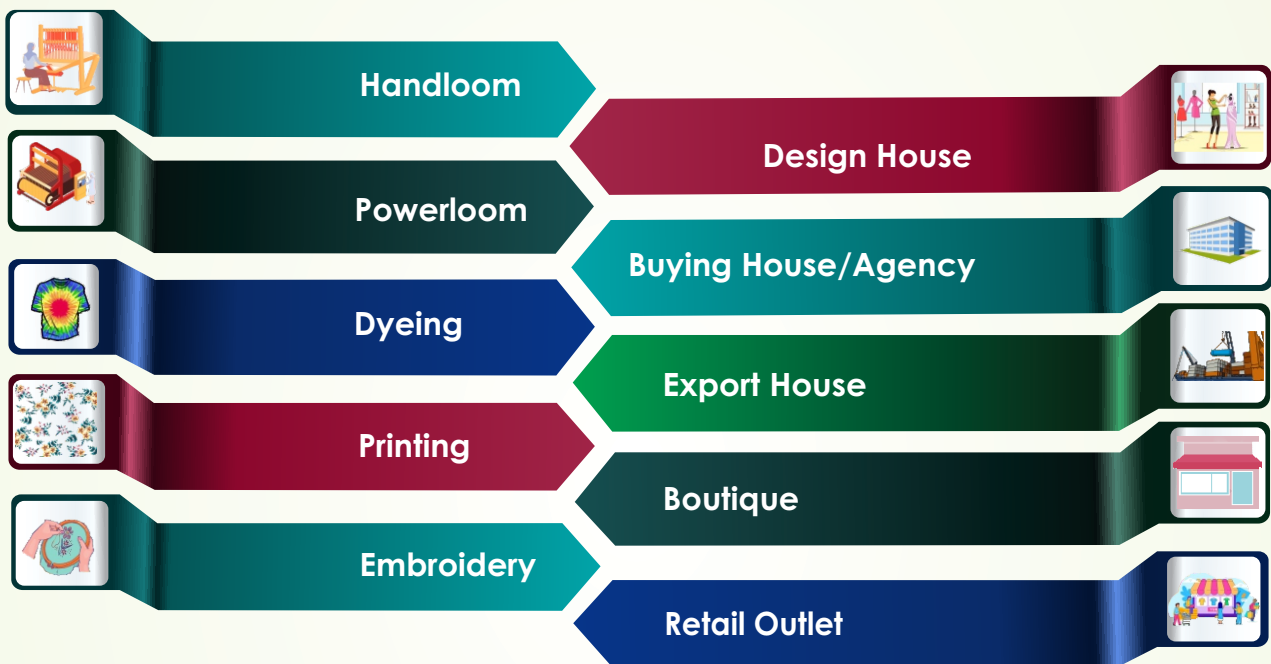 Handloom
Powerloom
Dyeing
Printing
Embroidery
Design House
Buying House/Agency
Export House
Boutique
Retail Outlet